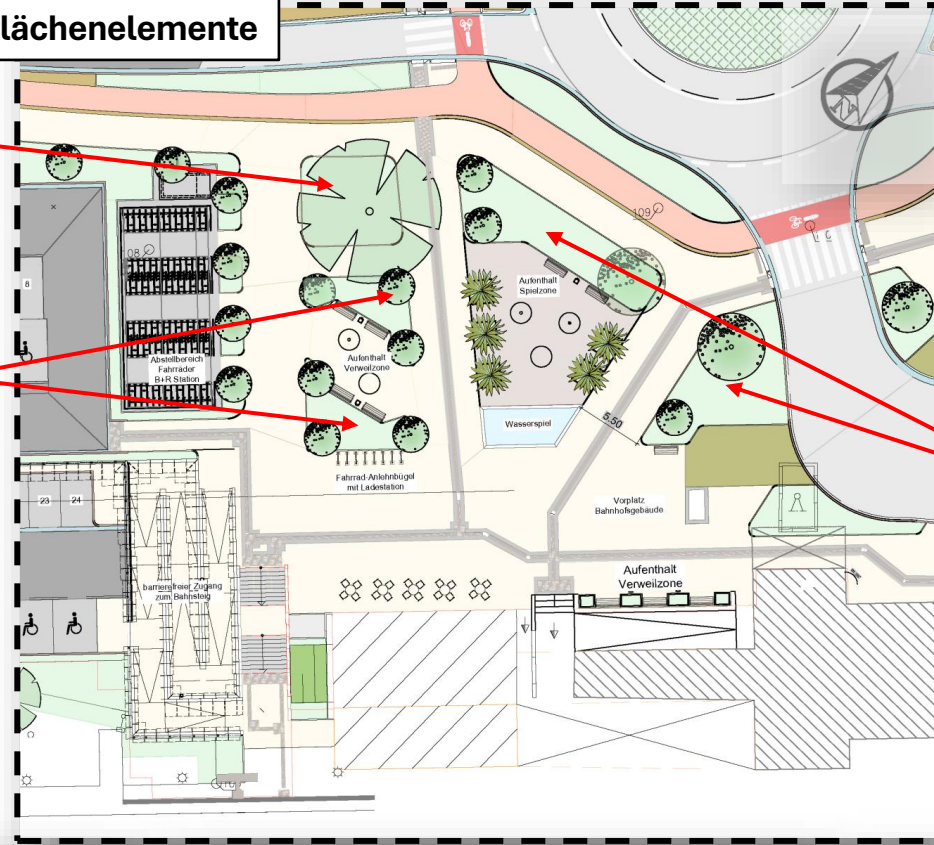 lächenelemente
109
08
8
Aufenthalt
Spielzone
Aufenthalt
Verweilzone
Abstellbereich
Fahrräder
B+R Station
Wasserspiel
5.50
Fahrrad-Anlehnbügel
mit Ladestation
23
24
Vorplatz
Bahnhofsgebäude
barrierefreier Zugang
zum Bahnsteig
Aufenthalt
Verweilzone